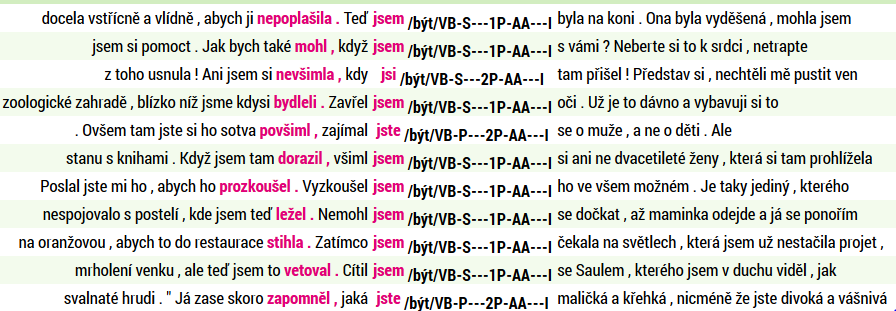 docela vstřícně a vlídně , abych ji nepoplašila . Teď jsem /být/VB-S---1P-AA---I byla na koni . Ona byla vyděšená , mohla jsem
jsem si pomoct . Jak bych také mohl , když jsem /být/VB-S---1P-AA---I s vámi ? Neberte si to k srdci , netrapte
z toho usnula ! Ani jsem si nevšimla , kdy jsi /být/VB-S---2P-AA---I tam přišel ! Představ si , nechtěli mě pustit ven
zoologické zahradě , blízko níž jsme kdysi bydleli . Zavřel jsem /být/VB-S---1P-AA---I oči . Už je to dávno a vybavuji si to
. Ovšem tam jste si ho sotva povšiml , zajímal jste /být/VB-P---2P-AA---I se o muže , a ne o děti . Ale
stanu s knihami . Když jsem tam dorazil , všiml jsem /být/VB-S---1P-AA---I si ani ne dvacetileté ženy , která si tam prohlížela
Poslal jste mi ho , abych ho prozkoušel . Vyzkoušel jsem /být/VB-S---1P-AA---I ho ve všem možném . Je taky jediný , kterého
nespojovalo s postelí , kde jsem teď ležel . Nemohl jsem /být/VB-S---1P-AA---I se dočkat , až maminka odejde a já se ponořím
na oranžovou , abych to do restaurace stihla . Zatímco jsem /být/VB-S---1P-AA---I čekala na světlech , která jsem už nestačila projet ,
mrholení venku , ale teď jsem to vetoval . Cítil jsem /být/VB-S---1P-AA---I se Saulem , kterého jsem v duchu viděl , jak
svalnaté hrudi . " Já zase skoro zapomněl , jaká jste /být/VB-P---2P-AA---I maličká a křehká , nicméně že jste divoká a vášnivá